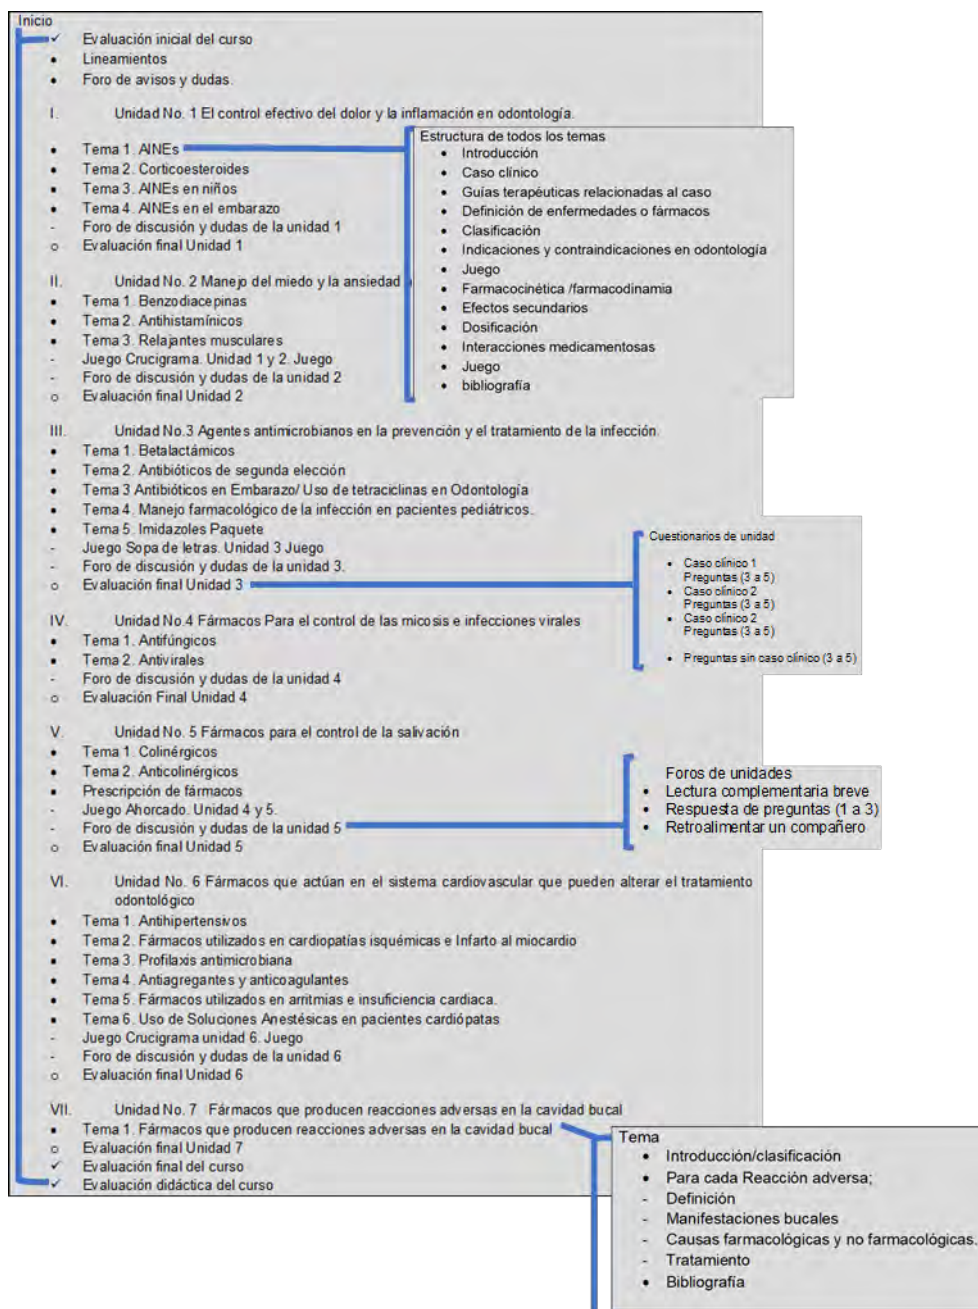 Inicio
✓ Evaluación inicial del curso
• Lineamientos
• Foro de avisos y dudas.
I. Unidad No. 1 El control efectivo del dolor y la inflamación en odontología.
• Tema 1. AINEs
• Tema 2. Corticoesteroides
• Tema 3. AINEs en niños
• Tema 4. AINEs en el embarazo
- Foro de discusión y dudas de la unidad 1
o Evaluación final Unidad 1
Estructura de todos los temas
• Introducción
• Caso clínico
• Guías terapéuticas relacionadas al caso
• Definición de enfermedades o fármacos
• Clasificación
• Indicaciones y contraindicaciones en odontología
• Juego
• Farmacocinética /farmacodinamia
• Efectos secundarios
• Dosificación
• Interacciones medicamentosas
• Juego
• bibliografía
II. Unidad No. 2 Manejo del miedo y la ansiedad
• Tema 1. Benzodiacepinas
• Tema 2. Antihistamínicos
• Tema 3. Relajantes musculares
- Juego Crucigrama. Unidad 1 y 2. Juego
- Foro de discusión y dudas de la unidad 2
o Evaluación final Unidad 2
III. Unidad No.3 Agentes antimicrobianos en la prevención y el tratamiento de la infección.
• Tema 1. Betalactámicos
• Tema 2. Antibióticos de segunda elección
• Tema 3 Antibióticos en Embarazo/ Uso de tetraciclinas en Odontología
• Tema 4. Manejo farmacológico de la infección en pacientes pediátricos.
• Tema 5. Imidazoles Paquete
- Juego Sopa de letras. Unidad 3 Juego
- Foro de discusión y dudas de la unidad 3.
o Evaluación final Unidad 3
Cuestionarios de unidad
• Caso clínico 1
Preguntas (3 a 5)
• Caso clínico 2
Preguntas (3 a 5)
• Caso clínico 2
Preguntas (3 a 5)
• Preguntas sin caso clínico (3 a 5)
IV. Unidad No.4 Fármacos Para el control de las micosis e infecciones virales
• Tema 1. Antifúngicos
• Tema 2. Antivirales
- Foro de discusión y dudas de la unidad 4
o Evaluación Final Unidad 4
V. Unidad No. 5 Fármacos para el control de la salivación
• Tema 1. Colinérgicos
• Tema 2. Anticolinérgicos
• Prescripción de fármacos
- Juego Ahorcado. Unidad 4 y 5.
- Foro de discusión y dudas de la unidad 5
o Evaluación final Unidad 5
Foros de unidades
• Lectura complementaria breve
• Respuesta de preguntas (1 a 3)
• Retroalimentar un compañero
VI. Unidad No. 6 Fármacos que actúan en el sistema cardiovascular que pueden alterar el tratamiento
odontológico
• Tema 1. Antihipertensivos
• Tema 2. Fármacos utilizados en cardiopatías isquémicas e Infarto al miocardio
• Tema 3. Profilaxis antimicrobiana
• Tema 4. Antiagregantes y anticoagulantes
• Tema 5. Fármacos utilizados en arritmias e insuficiencia cardiaca.
• Tema 6. Uso de Soluciones Anestésicas en pacientes cardiópatas
- Juego Crucigrama unidad 6. Juego
- Foro de discusión y dudas de la unidad 6
o Evaluación final Unidad 6
VII. Unidad No. 7 Fármacos que producen reacciones adversas en la cavidad bucal
• Tema 1. Fármacos que producen reacciones adversas en la cavidad bucal
o Evaluación final Unidad 7
✓ Evaluación final del curso
✓ Evaluación didáctica del curso
Tema
• Introducción/clasificación
• Para cada Reacción adversa;
- Definición
- Manifestaciones bucales
- Causas farmacológicas y no farmacológicas.
- Tratamiento
• Bibliografía